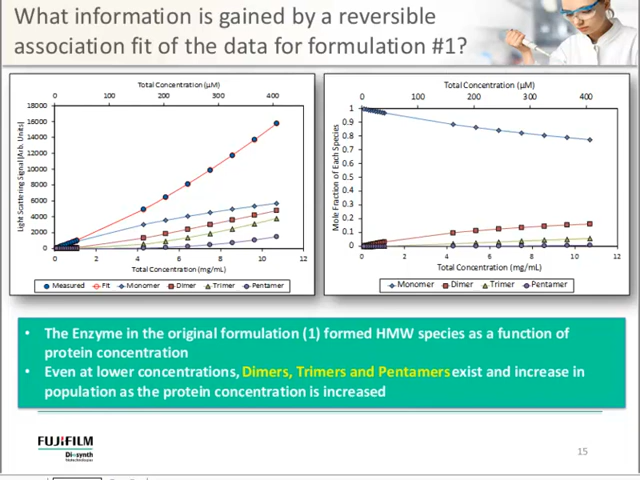 What information is gained by a reversible
association fit of the data for formulation #1?
Total Concentration (µM)
0 100 200 300 400
Light Scattering Signal [Arb. Units]
18000
16000
14000
12000
10000
8000
6000
4000
2000
0
0 2 4 6 8 10 12
Total Concentration (mg/mL)
Measured Fit Monomer Dimer Trimer Pentamer
Total Concentration (µM)
0 100 200 300 400
Mole Fraction of Each Species
1
0.9
0.8
0.7
0.6
0.5
0.4
0.3
0.2
0.1
0
0 2 4 6 8 10 12
Total Concentration (mg/mL)
Monomer Dimer Trimer Pentamer
• The Enzyme in the original formulation (1) formed HMW species as a function of
protein concentration
• Even at lower concentrations, Dimers, Trimers and Pentamers exist and increase in
population as the protein concentration is increased
FUJIFILM
Diosynth
15